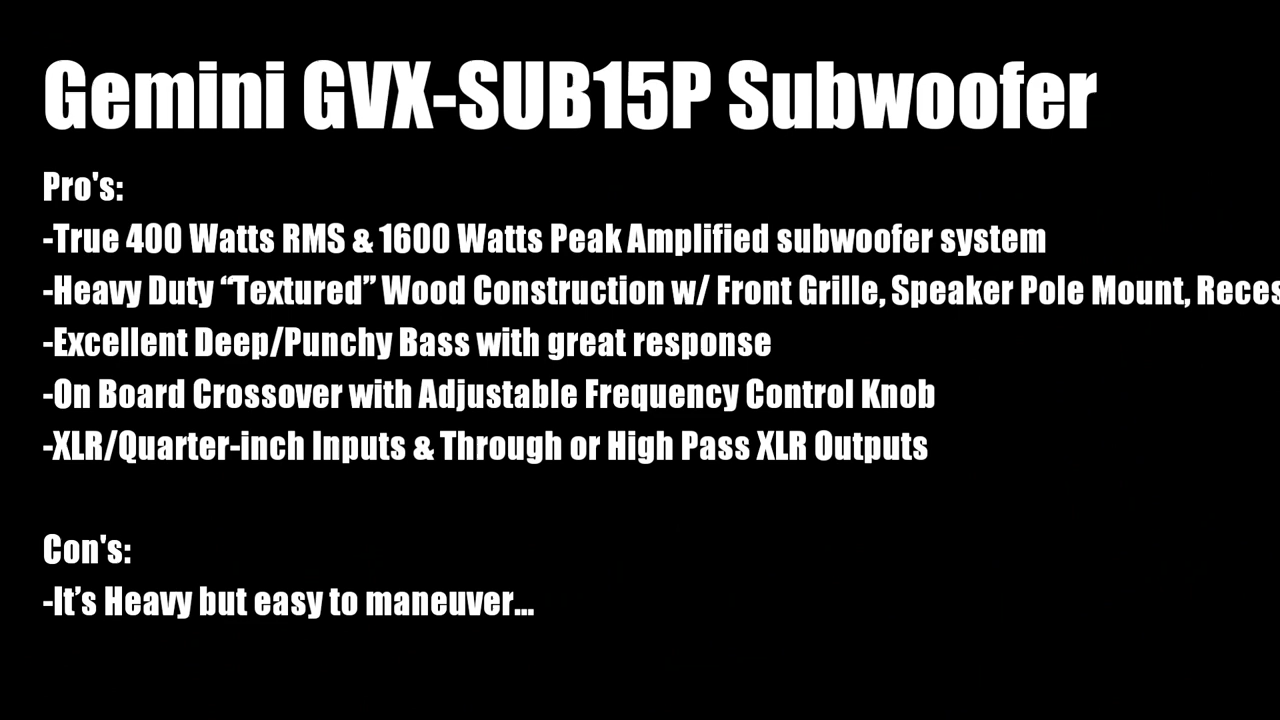 Gemini GVX-SUB15P Subwoofer
Pro's:
-True 400 Watts RMS & 1600 Watts Peak Amplified subwoofer system
-Heavy Duty “Textured” Wood Construction w/ Front Grille, Speaker Pole Mount, Reces
-Excellent Deep/Punchy Bass with great response
-On Board Crossover with Adjustable Frequency Control Knob
-XLR/Quarter-inch Inputs & Through or High Pass XLR Outputs
Con's:
-It’s Heavy but easy to maneuver...